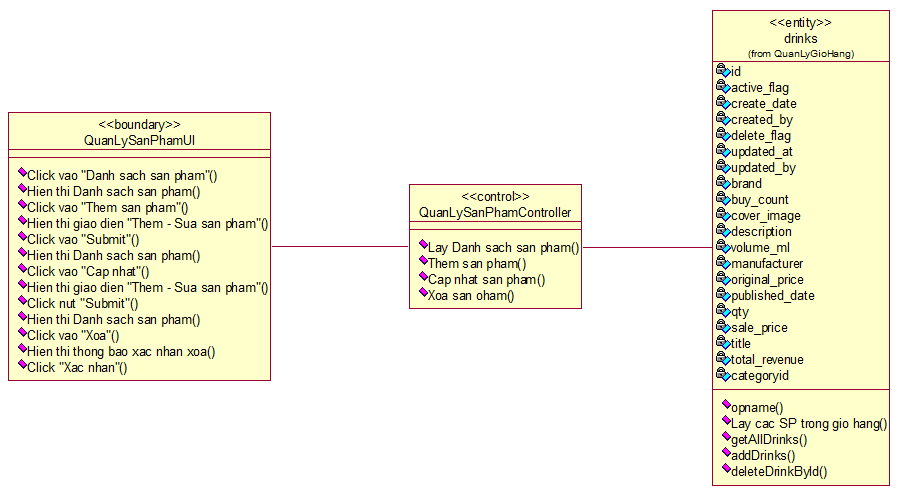 <<boundary>>
QuanLySanPhamUI
Click vao "Danh sach san pham"()
Hien thi Danh sach san pham()
Click vao "Them san pham"()
Hien thi giao dien "Them - Sua san pham"()
Click vao "Submit"()
Hien thi Danh sach san pham()
Click vao "Cap nhat"()
Hien thi giao dien "Them - Sua san pham"()
Click nut "Submit"()
Hien thi Danh sach san pham()
Click vao "Xoa"()
Hien thi thong bao xac nhan xoa()
Click "Xac nhan"()
<<control>>
QuanLySanPhamController
Lay Danh sach san pham()
Them san pham()
Cap nhat san pham()
Xoa san oham()
<<entity>>
drinks
(from QuanLyGioHang)
id
active_flag
create_date
created_by
delete_flag
updated_at
updated_by
brand
buy_count
cover_image
description
volume_ml
manufacturer
original_price
published_date
qty
sale_price
title
total_revenue
categoryid
opname()
Lay cac SP trong gio hang()
getAllDrinks()
addDrinks()
deleteDrinkById()